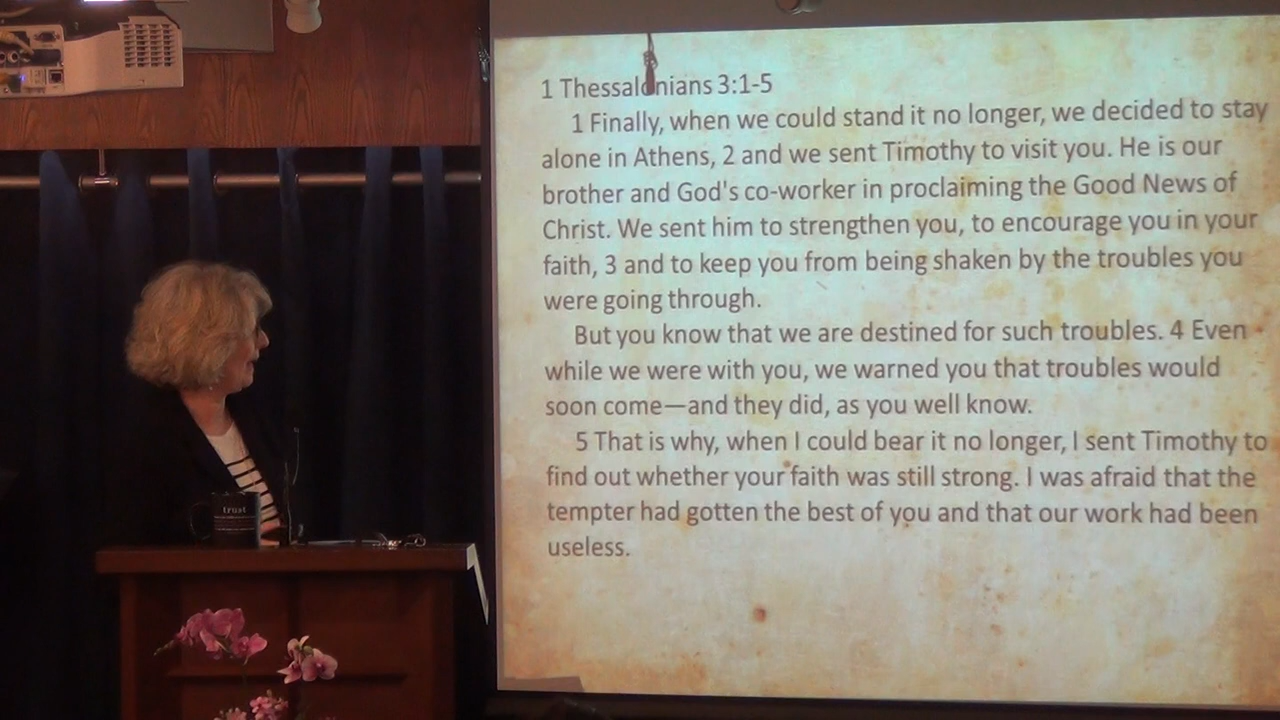 1 Thessalonians 3:1-5
1 Finally, when we could stand it no longer, we decided to stay
alone in Athens, 2 and we sent Timothy to visit you. He is our
brother and God's co-worker in proclaiming the Good News of
Christ. We sent him to strengthen you, to encourage you in your
faith, 3 and to keep you from being shaken by the troubles you
were going through.
But you know that we are destined for such troubles. 4 Even
while we were with you, we warned you that troubles would
soon come—and they did, as you well know.
5 That is why, when I could bear it no longer, I sent Timothy to
find out whether your faith was still strong. I was afraid that the
tempter had gotten the best of you and that our work had been
useless.
trust